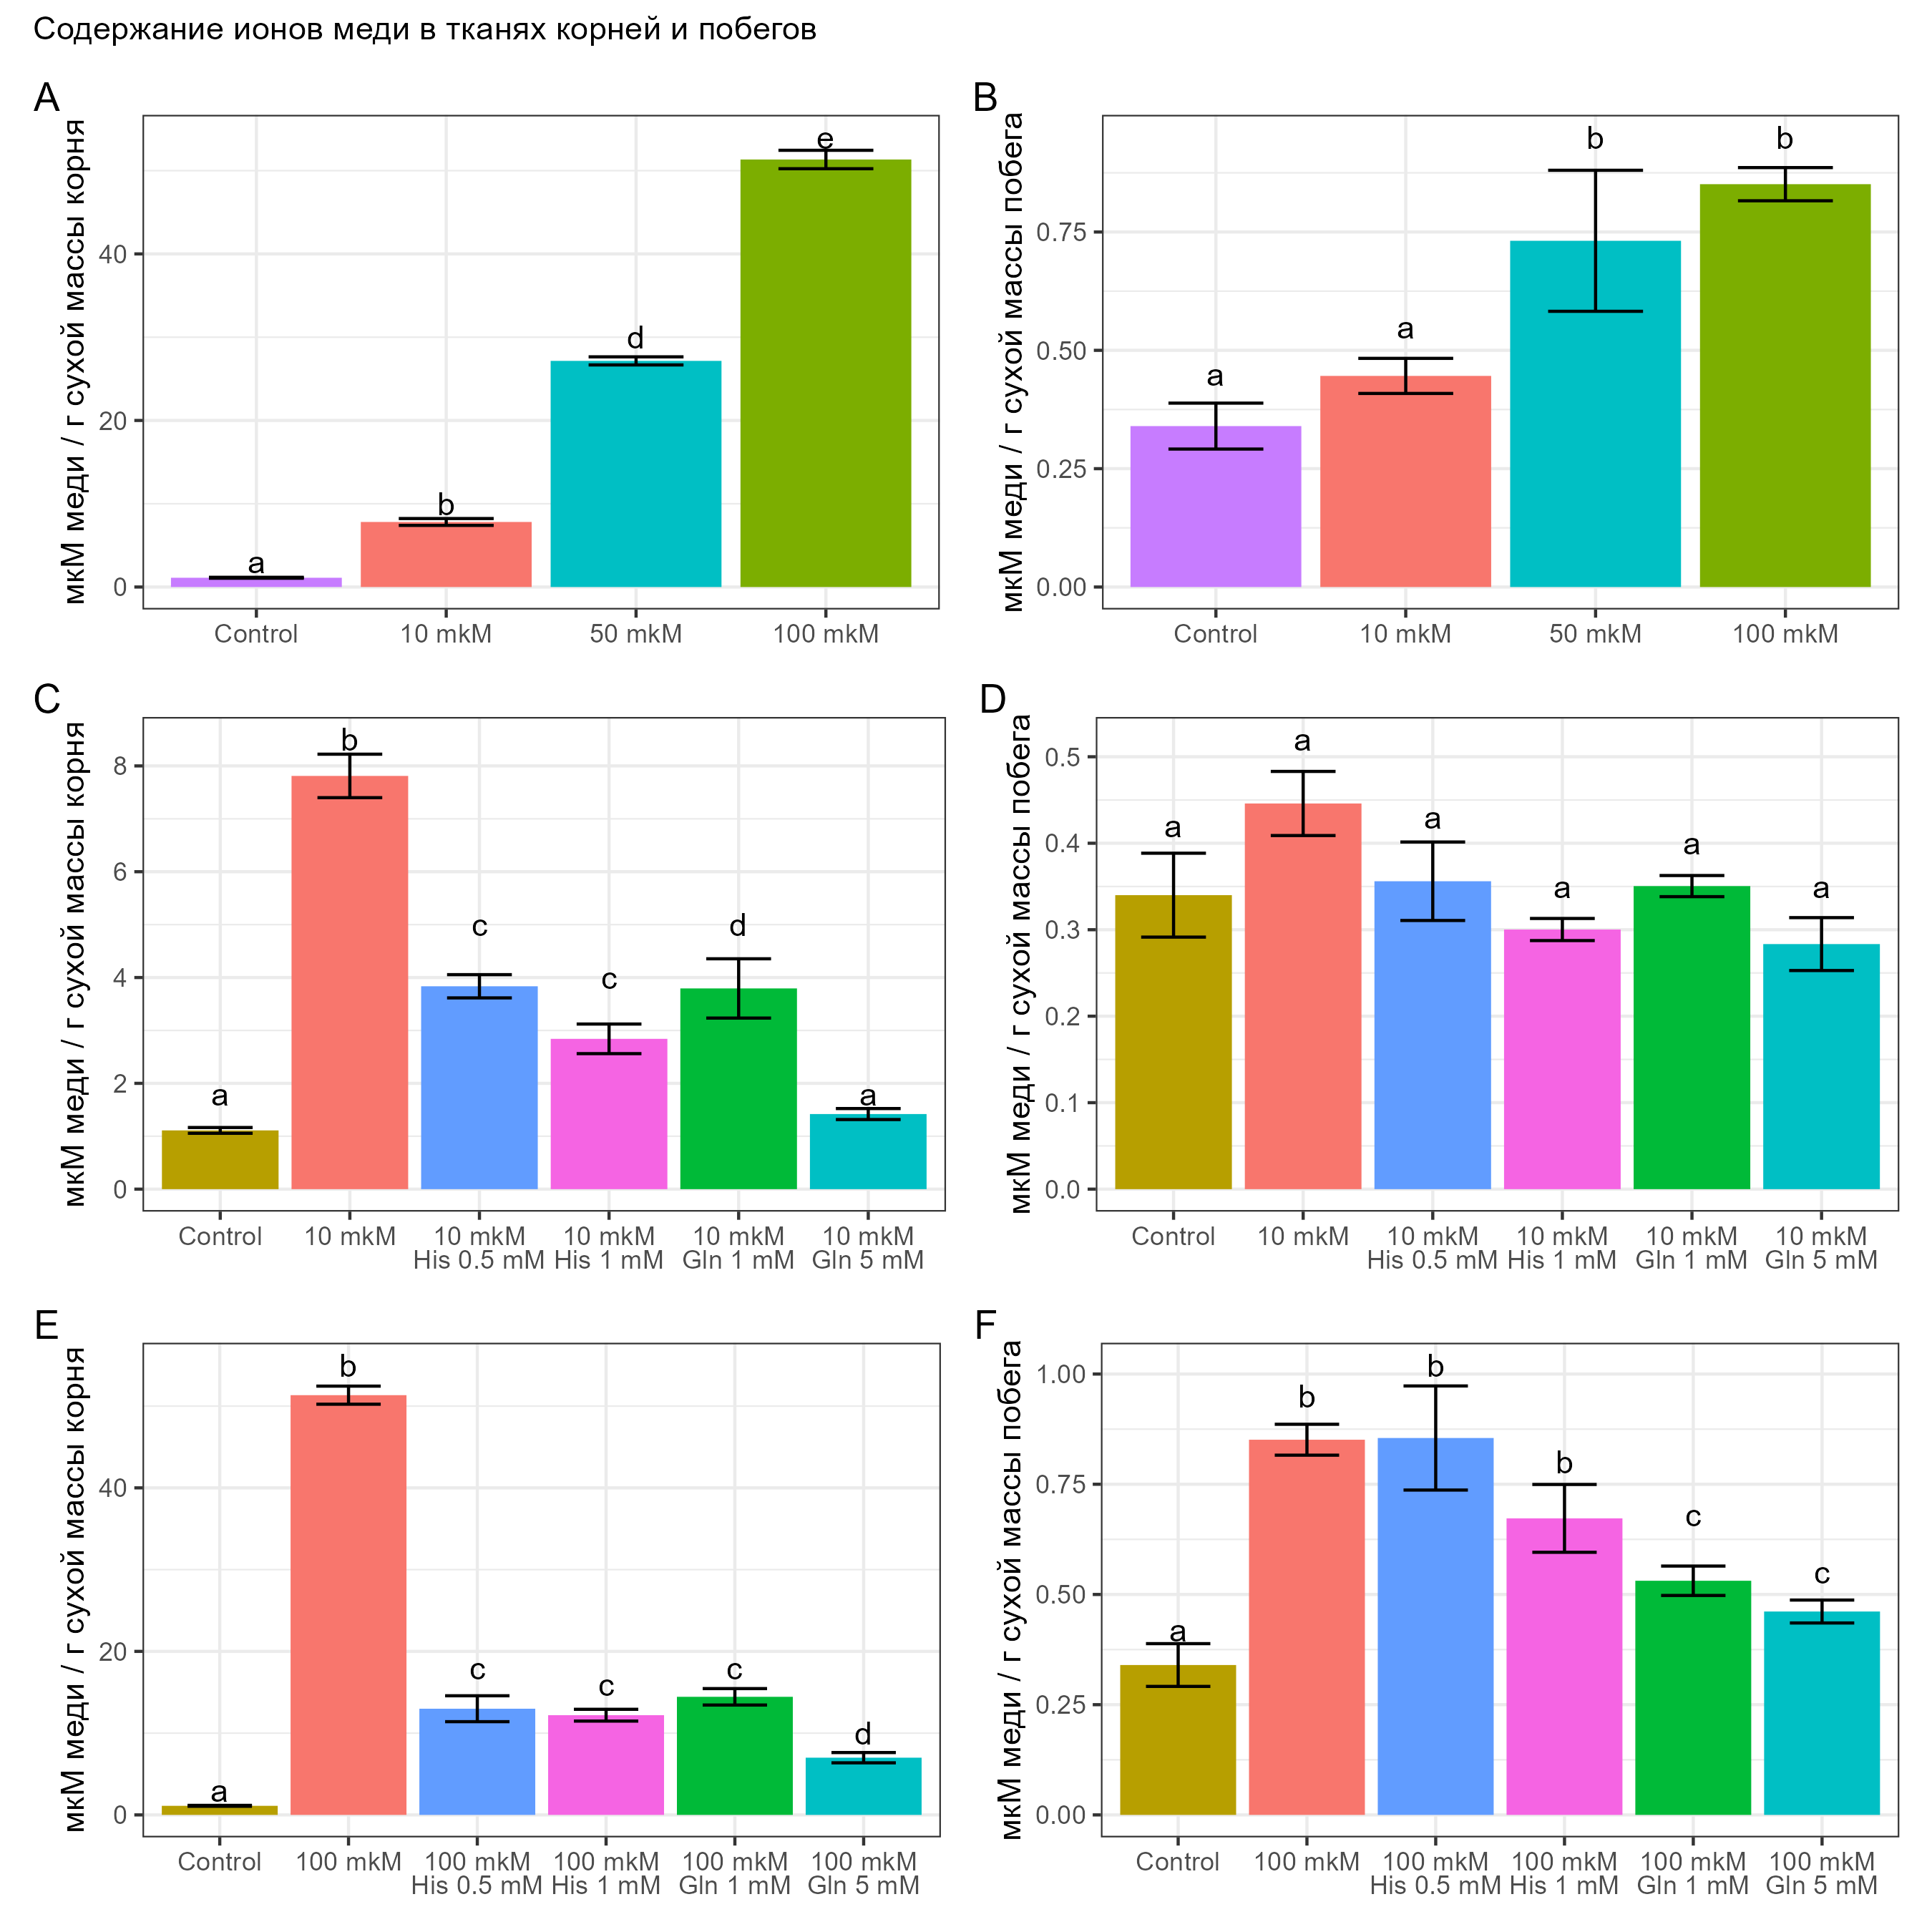 Содержание ионов меди в тканях корней и побегов
A
мкМ меди / г сухой массы корня
40
20
0
a
b
d
e
Control
10 mkM
50 mkM
100 mkM
B
мкМ меди / г сухой массы побега
0.75
0.50
0.25
0.00
a
a
b
b
Control
10 mkM
50 mkM
100 mkM
C
мкМ меди / г сухой массы корня
8
6
4
2
0
a
b
c
c
d
a
Control
10 mkM
10 mkM
His 0.5 mM
10 mkM
His 1 mM
10 mkM
Gln 1 mM
10 mkM
Gln 5 mM
D
мкМ меди / г сухой массы побега
0.5
0.4
0.3
0.2
0.1
0.0
a
a
a
a
a
a
Control
10 mkM
10 mkM
His 0.5 mM
10 mkM
His 1 mM
10 mkM
Gln 1 mM
10 mkM
Gln 5 mM
E
мкМ меди / г сухой массы корня
40
20
0
a
b
c
c
c
d
Control
100 mkM
100 mkM
His 0.5 mM
100 mkM
His 1 mM
100 mkM
Gln 1 mM
100 mkM
Gln 5 mM
F
мкМ меди / г сухой массы побега
1.00
0.75
0.50
0.25
0.00
a
b
b
b
c
c
Control
100 mkM
100 mkM
His 0.5 mM
100 mkM
His 1 mM
100 mkM
Gln 1 mM
100 mkM
Gln 5 mM